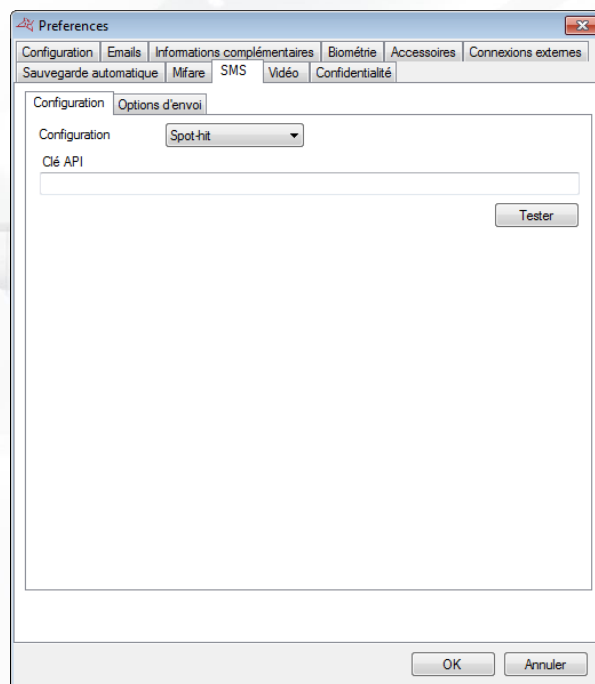 Preferences
Configuration Emails Informations complémentaires Biométrie Accessoires Connexions externes
Sauvegarde automatique Mifare SMS Vidéo Confidentialité
Configuration Options d'envoi
Configuration Spot-hit
Clé API
Tester
OK Annuler